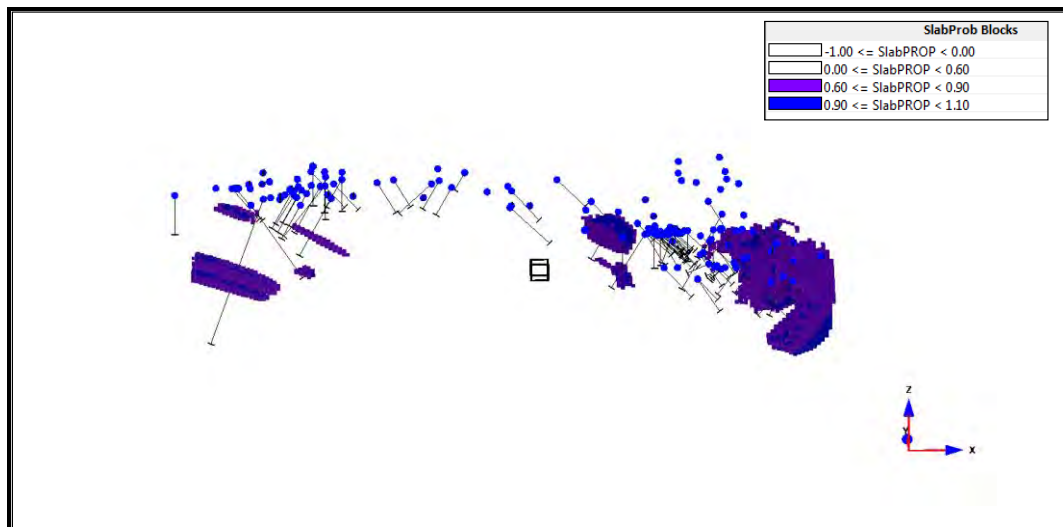 SlabProb Blocks
-1.00 <= SlabPROP < 0.00
0.00 <= SlabPROP < 0.60
0.60 <= SlabPROP < 0.90
0.90 <= SlabPROP < 1.10
Z
Y
X